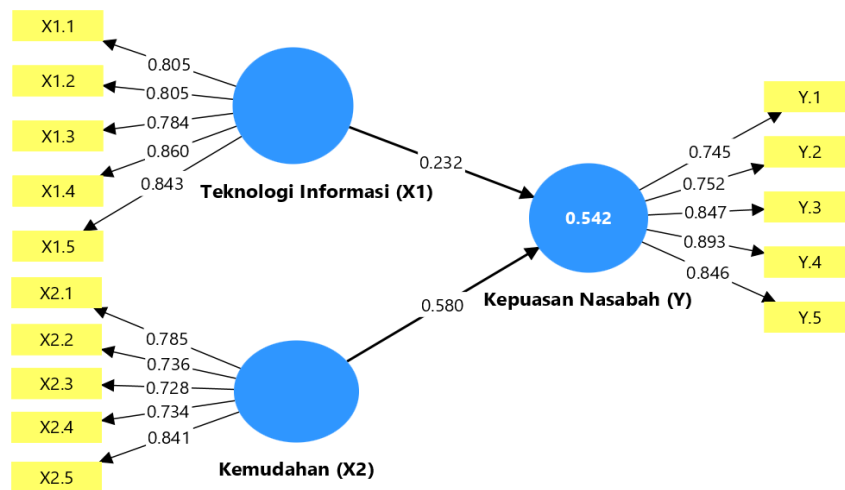 X1.1
X1.2
X1.3
X1.4
X1.5
0.805
0.805
0.784
0.860
0.843
Teknologi Informasi (X1)
0.232
X2.1
X2.2
X2.3
X2.4
X2.5
0.785
0.736
0.728
0.734
0.841
Kemudahan (X2)
0.580
0.542
Kepuasan Nasabah (Y)
0.745
0.752
0.847
0.893
0.846
Y.1
Y.2
Y.3
Y.4
Y.5